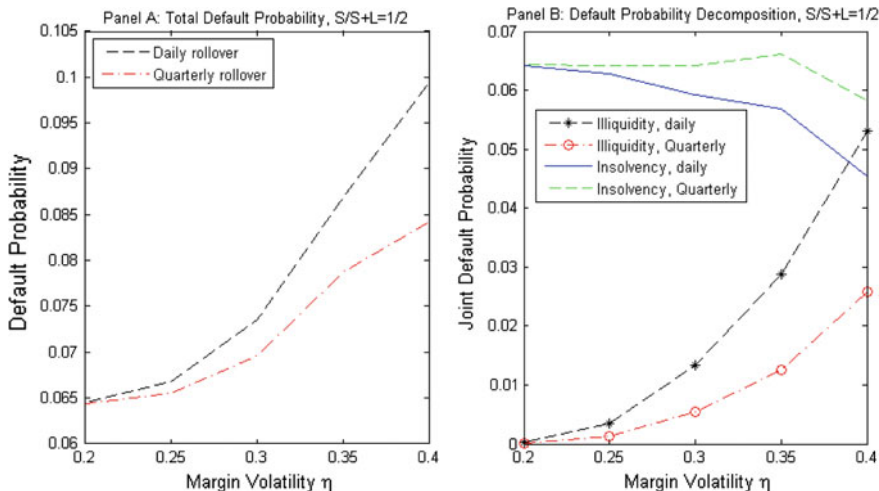 Panel A: Total Default Probability, S/S+L=1/2
0.105
0.1
0.095
0.09
0.085
0.08
0.075
0.07
0.065
0.06
Default Probability
Daily rollover
Quarterly rollover
0.2 0.25 0.3 0.35 0.4
Margin Volatility η
Panel B: Default Probability Decomposition, S/S+L=1/2
0.07
0.06
0.05
0.04
0.03
0.02
0.01
0
Joint Default Probability
Illiquidity, daily
Illiquidity, Quarterly
Insolvency, daily
Insolvency, Quarterly
0.2 0.25 0.3 0.35 0.4
Margin Volatility η